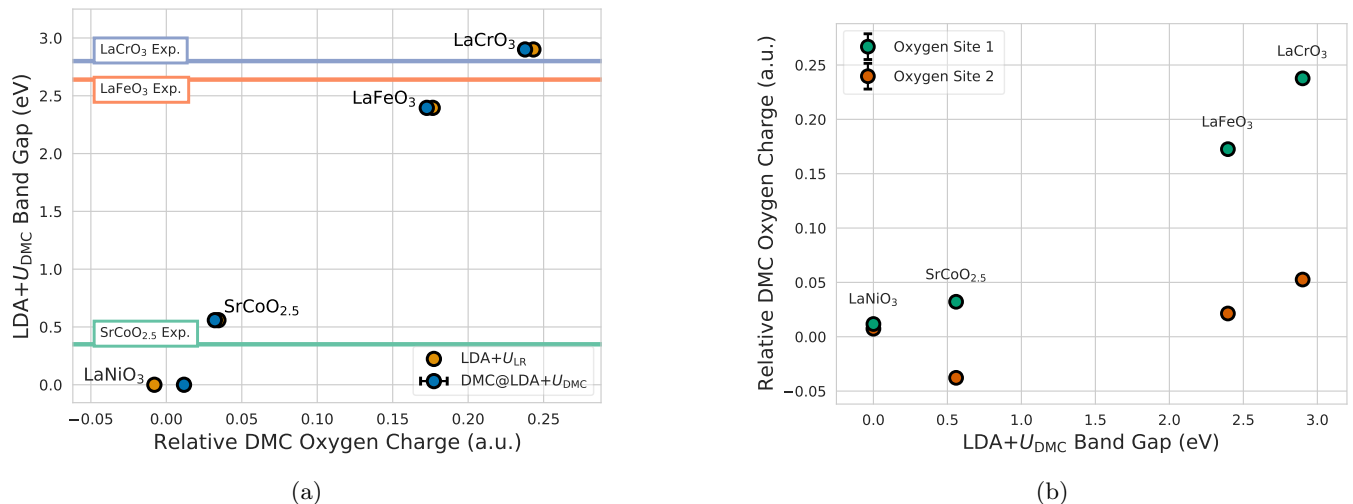 3.0
2.5
2.0
1.5
1.0
0.5
0.0
LDA+U_DMC Band Gap (eV)
LaCrO₃ Exp.
LaFeO₃ Exp.
SrCoO₂.₅ Exp.
LaCrO₃
LaFeO₃
SrCoO₂.₅
LaNiO₃
LDA+U_LR
DMC@LDA+U_DMC
−0.05 0.00 0.05 0.10 0.15 0.20 0.25
Relative DMC Oxygen Charge (a.u.)
(a)
Relative DMC Oxygen Charge (a.u.)
0.25
0.20
0.15
0.10
0.05
0.00
−0.05
Oxygen Site 1
Oxygen Site 2
LaCrO₃
LaFeO₃
SrCoO₂.₅
LaNiO₃
0.0 0.5 1.0 1.5 2.0 2.5 3.0
LDA+U_DMC Band Gap (eV)
(b)